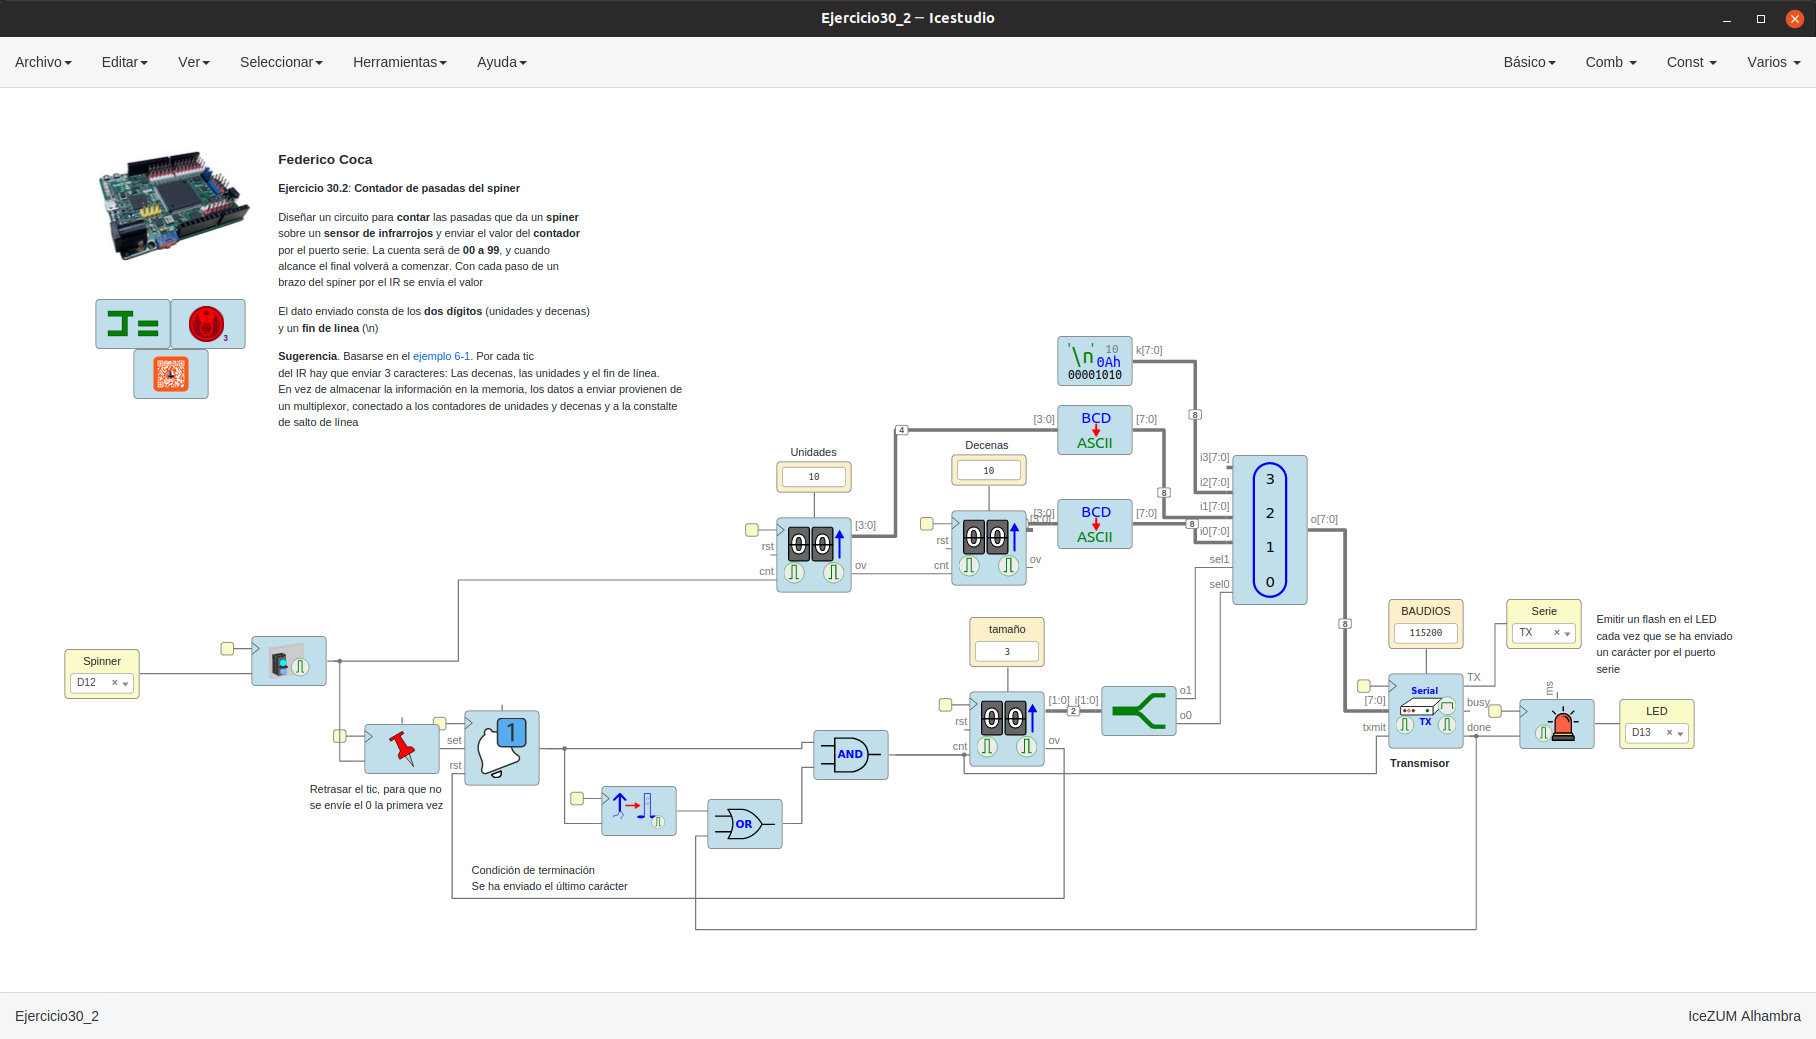 Ejercicio30_2 — Icestudio
Archivo Editar Ver Seleccionar Herramientas Ayuda Básico Comb Const Varios
Federico Coca
Ejercicio 30.2: Contador de pasadas del spiner
Diseñar un circuito para contar las pasadas que da un spiner
sobre un sensor de infrarrojos y enviar el valor del contador
por el puerto serie. La cuenta será de 00 a 99, y cuando
alcance el final volverá a comenzar. Con cada paso de un
brazo del spiner por el IR se envía el valor
El dato enviado consta de los dos dígitos (unidades y decenas)
y un fin de linea (\n)
Sugerencia. Basarse en el ejemplo 6-1. Por cada tic
del IR hay que enviar 3 caracteres: Las decenas, las unidades y el fin de línea.
En vez de almacenar la información en la memoria, los datos a enviar provienen de
un multiplexor, conectado a los contadores de unidades y decenas y a la constalte
de salto de línea
3
'\n' 10
0Ah
00001010
k[7:0]
8
[3:0] BCD ASCII [7:0]
4
8
[3:0] BCD ASCII [7:0]
8
Unidades
10
rst
cnt
00
[3:0]
ov
Decenas
10
rst
cnt
00
[3:0]
ov
i3[7:0]
i2[7:0]
i1[7:0]
i0[7:0]
sel1
sel0
3
2
1
0
o[7:0]
8
Spinner
D12
Retrasar el tic, para que no
se envíe el 0 la primera vez
set
rst
1
AND
OR
Condición de terminación
Se ha enviado el último carácter
tamaño
3
rst
cnt
00
[1:0]
ov
2
i[1:0]
o1
o0
BAUDIOS
115200
[7:0]
txmit
Serial
TX
TX
busy
done
Transmisor
Serie
TX
Emitir un flash en el LED
cada vez que se ha enviado
un carácter por el puerto
serie
ms
LED
D13
Ejercicio30_2 IceZUM Alhambra